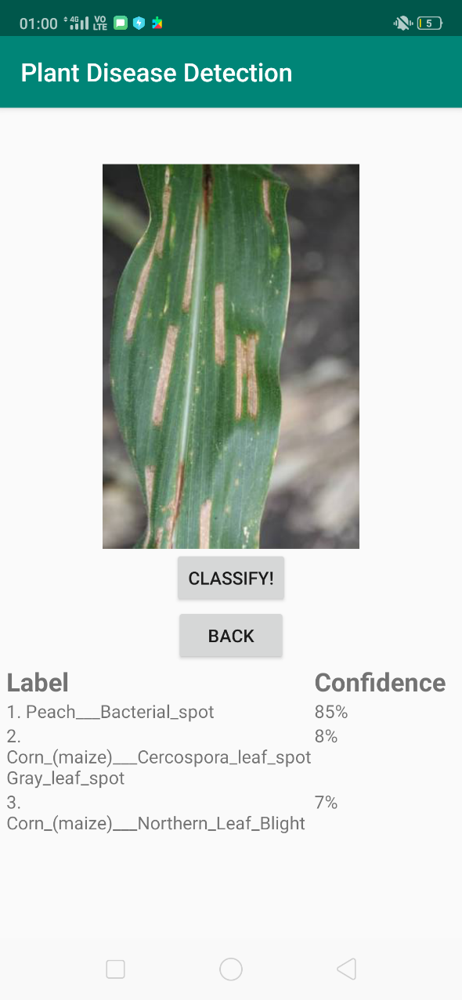 01:00 4G VO LTE 5
Plant Disease Detection
CLASSIFY!
BACK
Label Confidence
1. Peach___Bacterial_spot 85%
2. 8%
Corn_(maize)___Cercospora_leaf_spot
Gray_leaf_spot
3. 7%
Corn_(maize)___Northern_Leaf_Blight